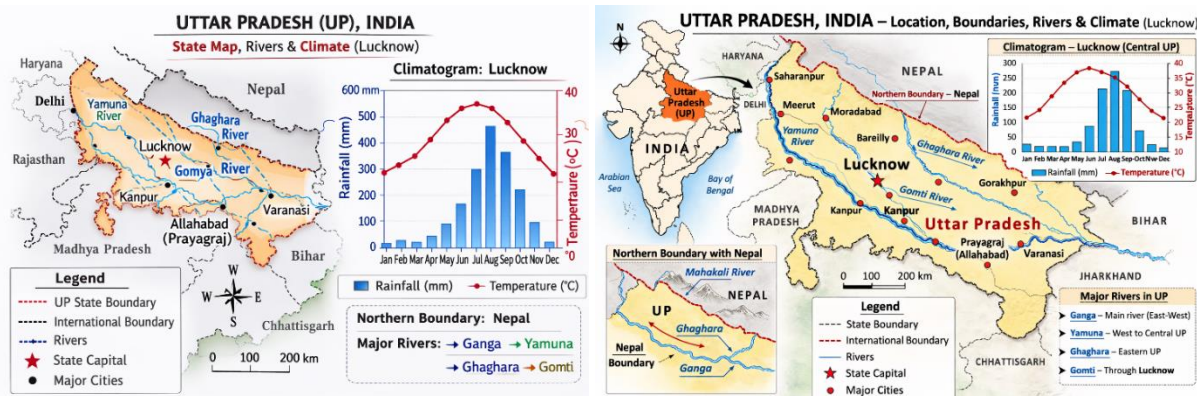 UTTAR PRADESH (UP), INDIA
State Map, Rivers & Climate (Lucknow)
Haryana
Delhi
Nepal
Yamuna
River
Ghaghara
River
Rajasthan
Lucknow
Gomya
River
Kanpur
Varanasi
Allahabad
(Prayagraj)
Madhya Pradesh
Bihar
Chhattisgarh
Legend
UP State Boundary
International Boundary
Rivers
State Capital
Major Cities
W
W E
S
0 100 200 km
Climatogram: Lucknow
600 mm
500
400
300
200
100
0
Rainfall (mm)
40
30
20
10
°0
Tempertaure (°C)
Jan Feb Mar Apr May Jun Jul Aug Sep Oct Nov Dec
Rainfall (mm) Temperature (°C)
Northern Boundary: Nepal
Major Rivers: Ganga Yamuna
Ghaghara Gomti
UTTAR PRADESH, INDIA – Location, Boundaries, Rivers & Climate (Lucknow)
N
Uttar
Pradesh
(UP)
INDIA
Arabian
Sea
Bay of
Bengal
HARYANA
DELHI
Saharanpur
NEPAL
Northern Boundary – Nepal
Meerut
Moradabad
Yamuna
River
Bareilly
Ghaghara River
Lucknow
Gorakhpur
Gomti River
MADHYA
PRADESH
Kanpur
Kanpur
Uttar Pradesh
BIHAR
Prayagraj
(Allahabad)
Varanasi
JHARKHAND
CHHATTISGARH
0 100 200 km
Climatogram – Lucknow (Central UP)
300
250
200
150
100
50
0
40
35
30
25
20
15
10
Temperature (°C)
Jan Feb Mar Apr May Jun Jul Aug Sep Oct Nw Dec
Rainfall (mm) Temperature (°C)
Northern Boundary with Nepal
Mahakali River
NEPAL
UP
Ghaghara
Nepal
Boundary
Ganga
Legend
State Boundary
International Boundary
Rivers
State Capital
Major Cities
Major Rivers in UP
Ganga – Main river (East-West)
Yamuna – West to Central UP
Ghaghara – Eastern UP
Gomti – Through Lucknow